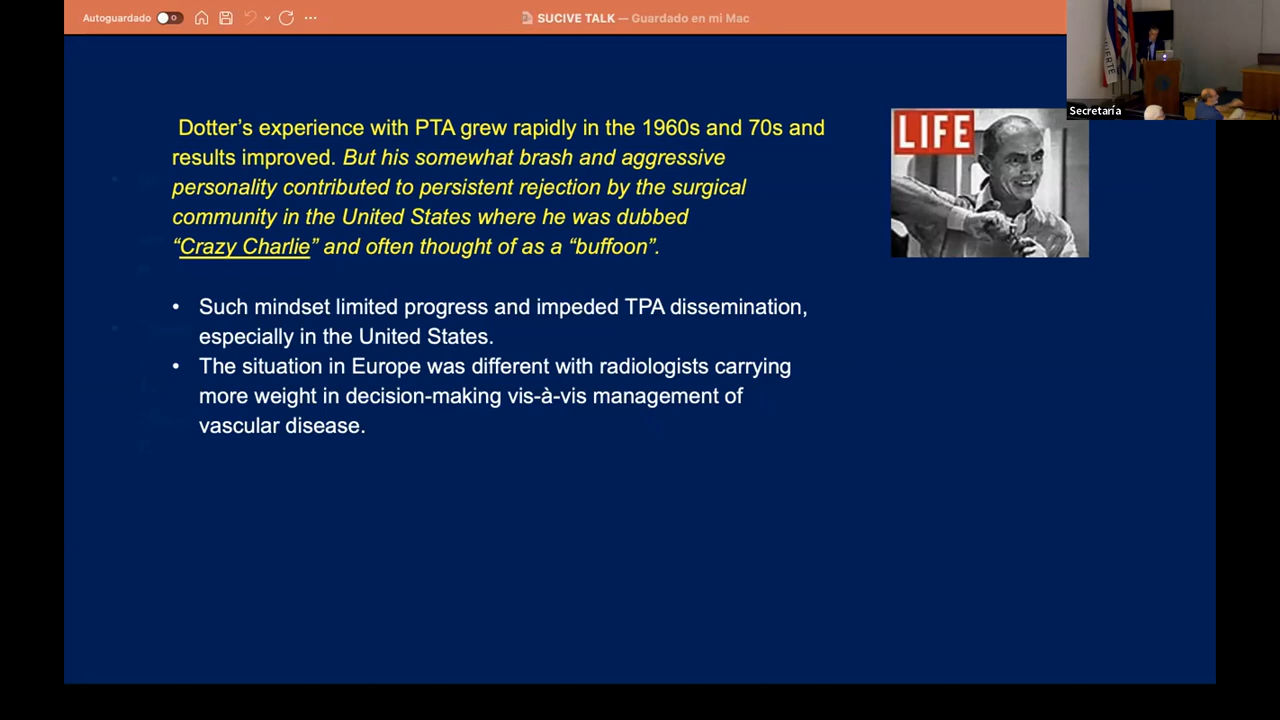 Autoguardado
SUCIVE TALK — Guardado en mi Mac
Secretaría
Dotter’s experience with PTA grew rapidly in the 1960s and 70s and
results improved. But his somewhat brash and aggressive
personality contributed to persistent rejection by the surgical
community in the United States where he was dubbed
“Crazy Charlie” and often thought of as a “buffoon”.
LIFE
• Such mindset limited progress and impeded TPA dissemination,
especially in the United States.
• The situation in Europe was different with radiologists carrying
more weight in decision-making vis-à-vis management of
vascular disease.